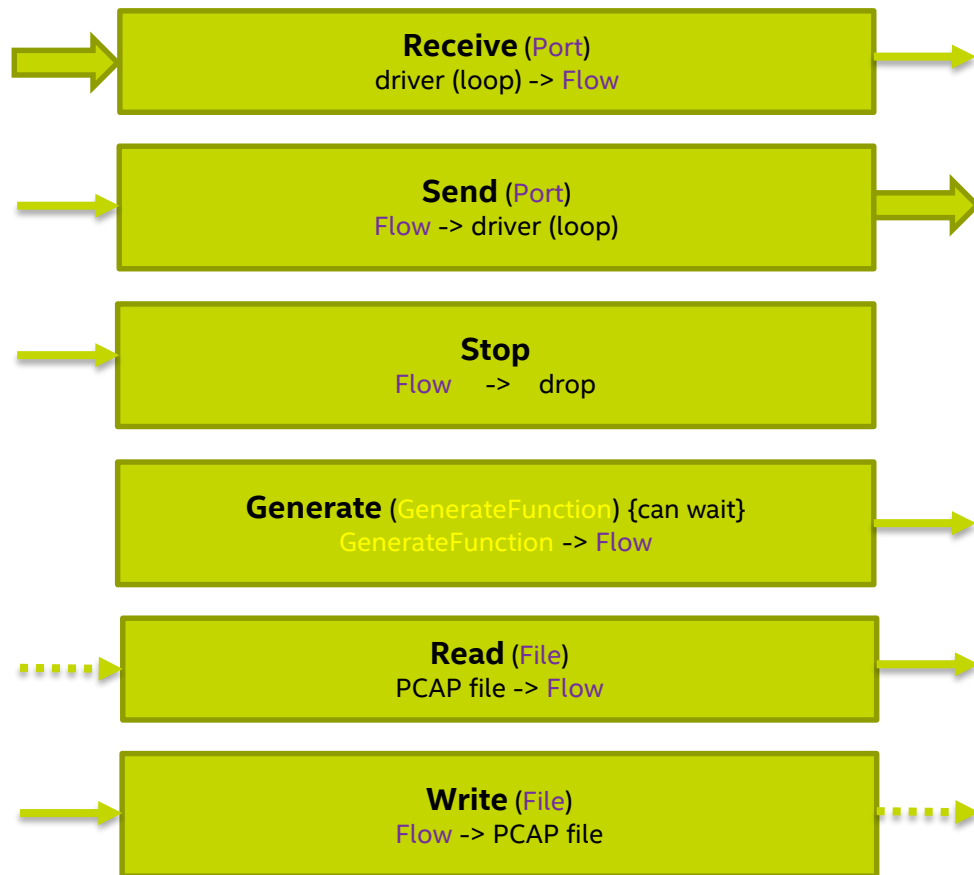 Receive (Port)
driver (loop) -> Flow
Send (Port)
Flow -> driver (loop)
Stop
Flow -> drop
Generate (GenerateFunction) {can wait}
GenerateFunction -> Flow
Read (File)
PCAP file -> Flow
Write (File)
Flow -> PCAP file